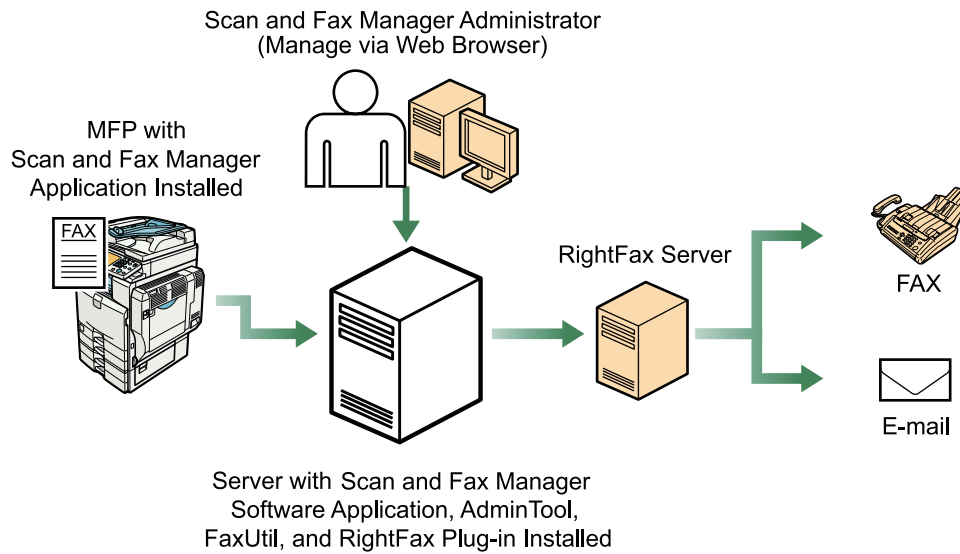 Scan and Fax Manager Administrator
(Manage via Web Browser)
MFP with
Scan and Fax Manager
Application Installed
FAX
RightFax Server
FAX
E-mail
Server with Scan and Fax Manager
Software Application, AdminTool,
FaxUtil, and RightFax Plug-in Installed